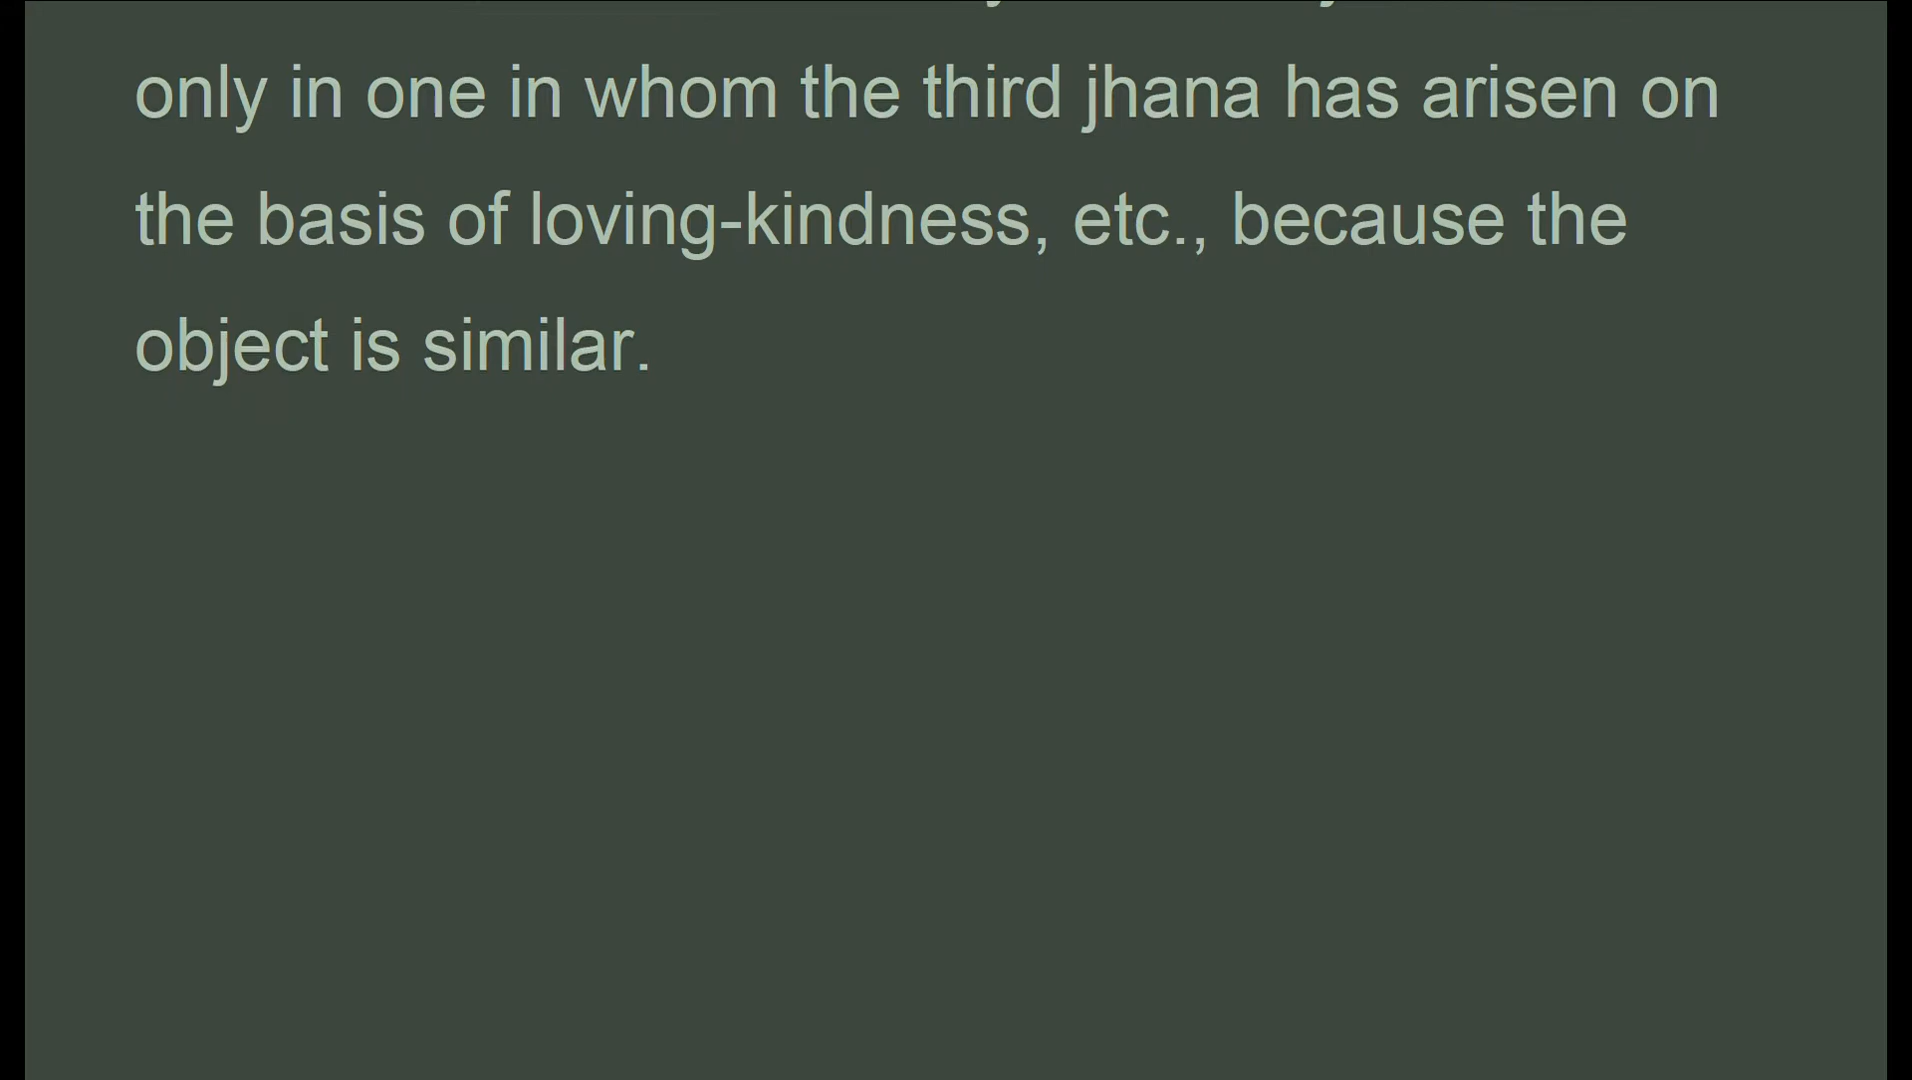 only in one in whom the third jhana has arisen on
the basis of loving-kindness, etc., because the
object is similar.